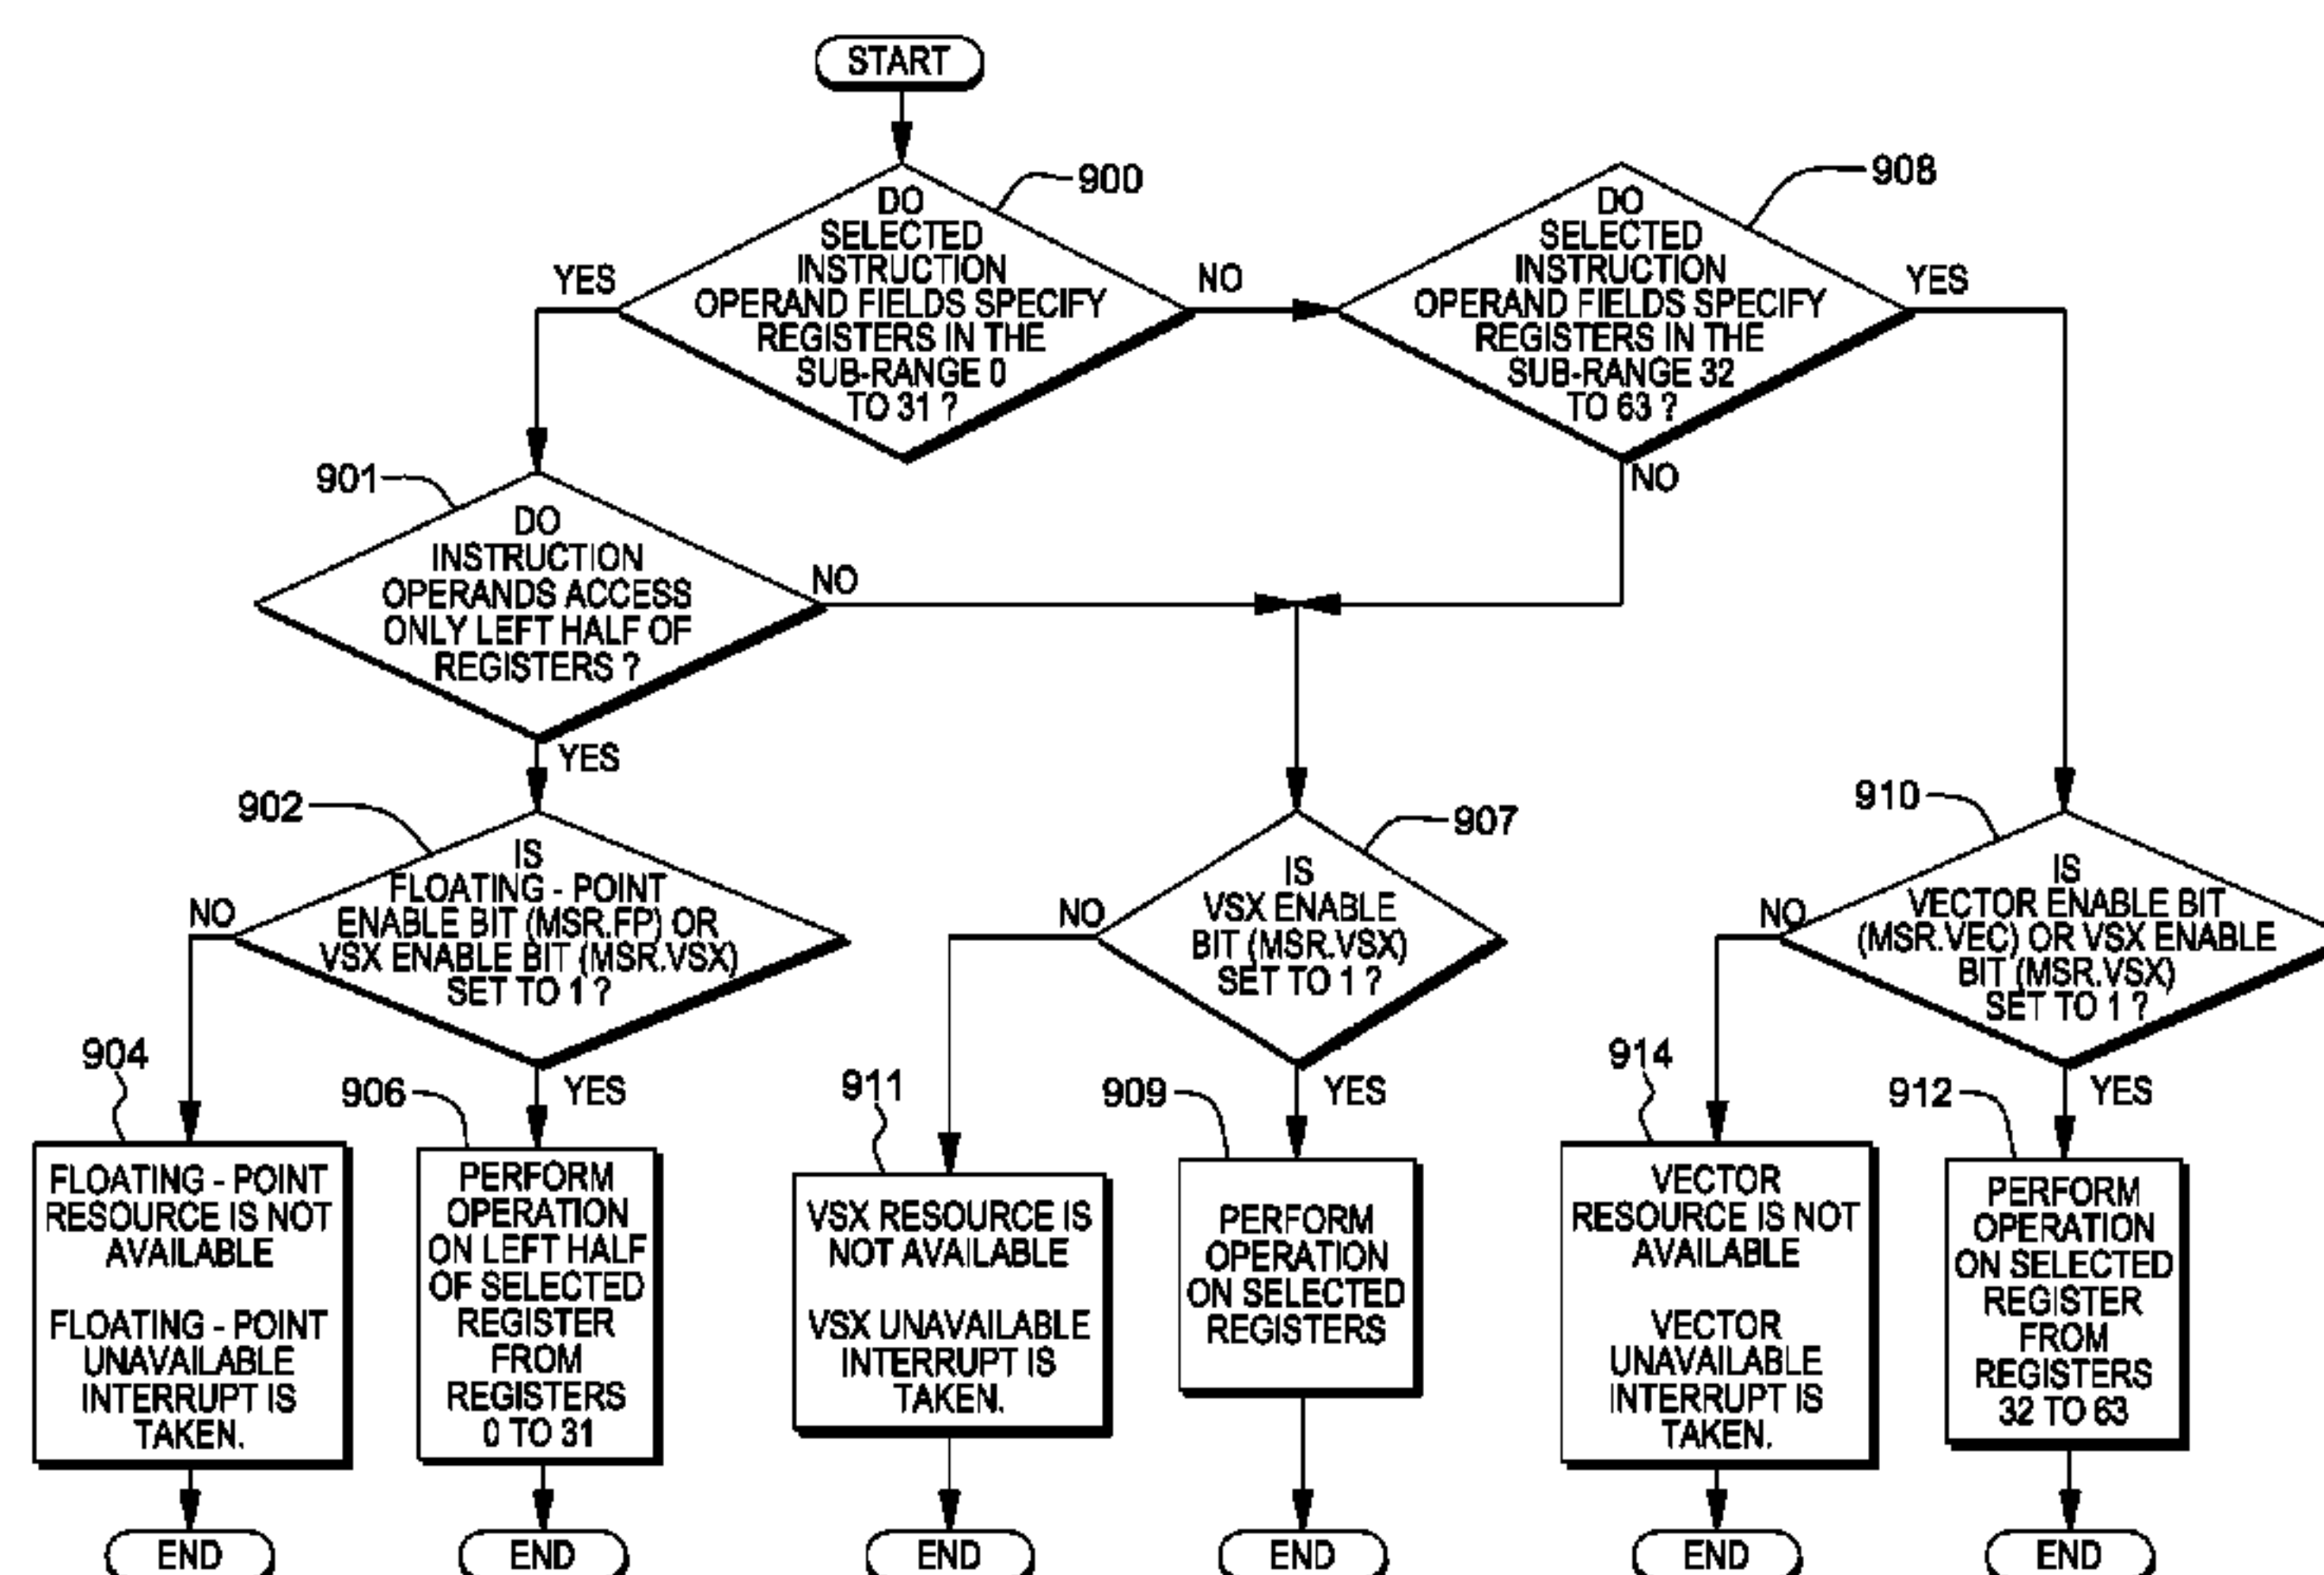 START
900
DO
SELECTED
INSTRUCTION
OPERAND FIELDS SPECIFY
REGISTERS IN THE
SUB-RANGE 0
TO 31 ?
YES
NO
908
DO
SELECTED
INSTRUCTION
OPERAND FIELDS SPECIFY
REGISTERS IN THE
SUB-RANGE 32
TO 63 ?
YES
NO
901
DO
INSTRUCTION
OPERANDS ACCESS
ONLY LEFT HALF OF
REGISTERS ?
NO
YES
902
IS
FLOATING - POINT
ENABLE BIT (MSR.FP) OR
VSX ENABLE BIT (MSR.VSX)
SET TO 1 ?
NO
YES
907
IS
VSX ENABLE
BIT (MSR.VSX)
SET TO 1 ?
NO
YES
910
IS
VECTOR ENABLE BIT
(MSR.VEC) OR VSX ENABLE
BIT (MSR.VSX)
SET TO 1 ?
NO
YES
904
FLOATING - POINT
RESOURCE IS NOT
AVAILABLE
FLOATING - POINT
UNAVAILABLE
INTERRUPT IS
TAKEN.
906
PERFORM
OPERATION
ON LEFT HALF
OF SELECTED
REGISTER
FROM
REGISTERS
0 TO 31
911
VSX RESOURCE IS
NOT AVAILABLE
VSX UNAVAILABLE
INTERRUPT IS
TAKEN.
909
PERFORM
OPERATION
ON SELECTED
REGISTERS
914
VECTOR
RESOURCE IS NOT
AVAILABLE
VECTOR
UNAVAILABLE
INTERRUPT IS
TAKEN.
912
PERFORM
OPERATION
ON SELECTED
REGISTER
FROM
REGISTERS
32 TO 63
END
END
END
END
END
END